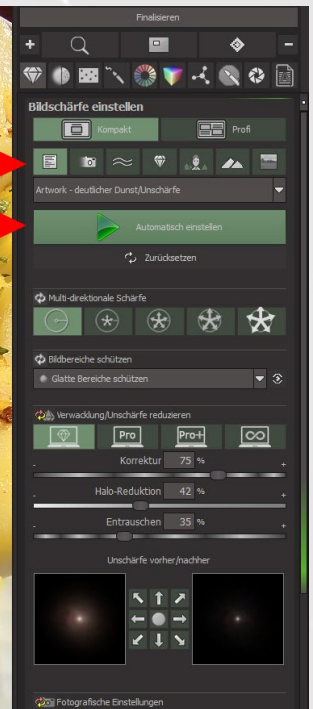 Finalisieren
Bildschärfe einstellen
Kompakt
Profi
Artwork - deutlicher Dunst/Unschärfe
Automatisch einstellen
Zurücksetzen
Multi-direktionale Schärfe
Bildbereiche schützen
Glatte Bereiche schützen
Verwacklung/Unschärfe reduzieren
Pro
Pro+
Korrektur 75 %
- +
Halo-Reduktion 42 %
- +
Entrauschen 35 %
- +
Unschärfe vorher/nachher
Fotografische Einstellungen